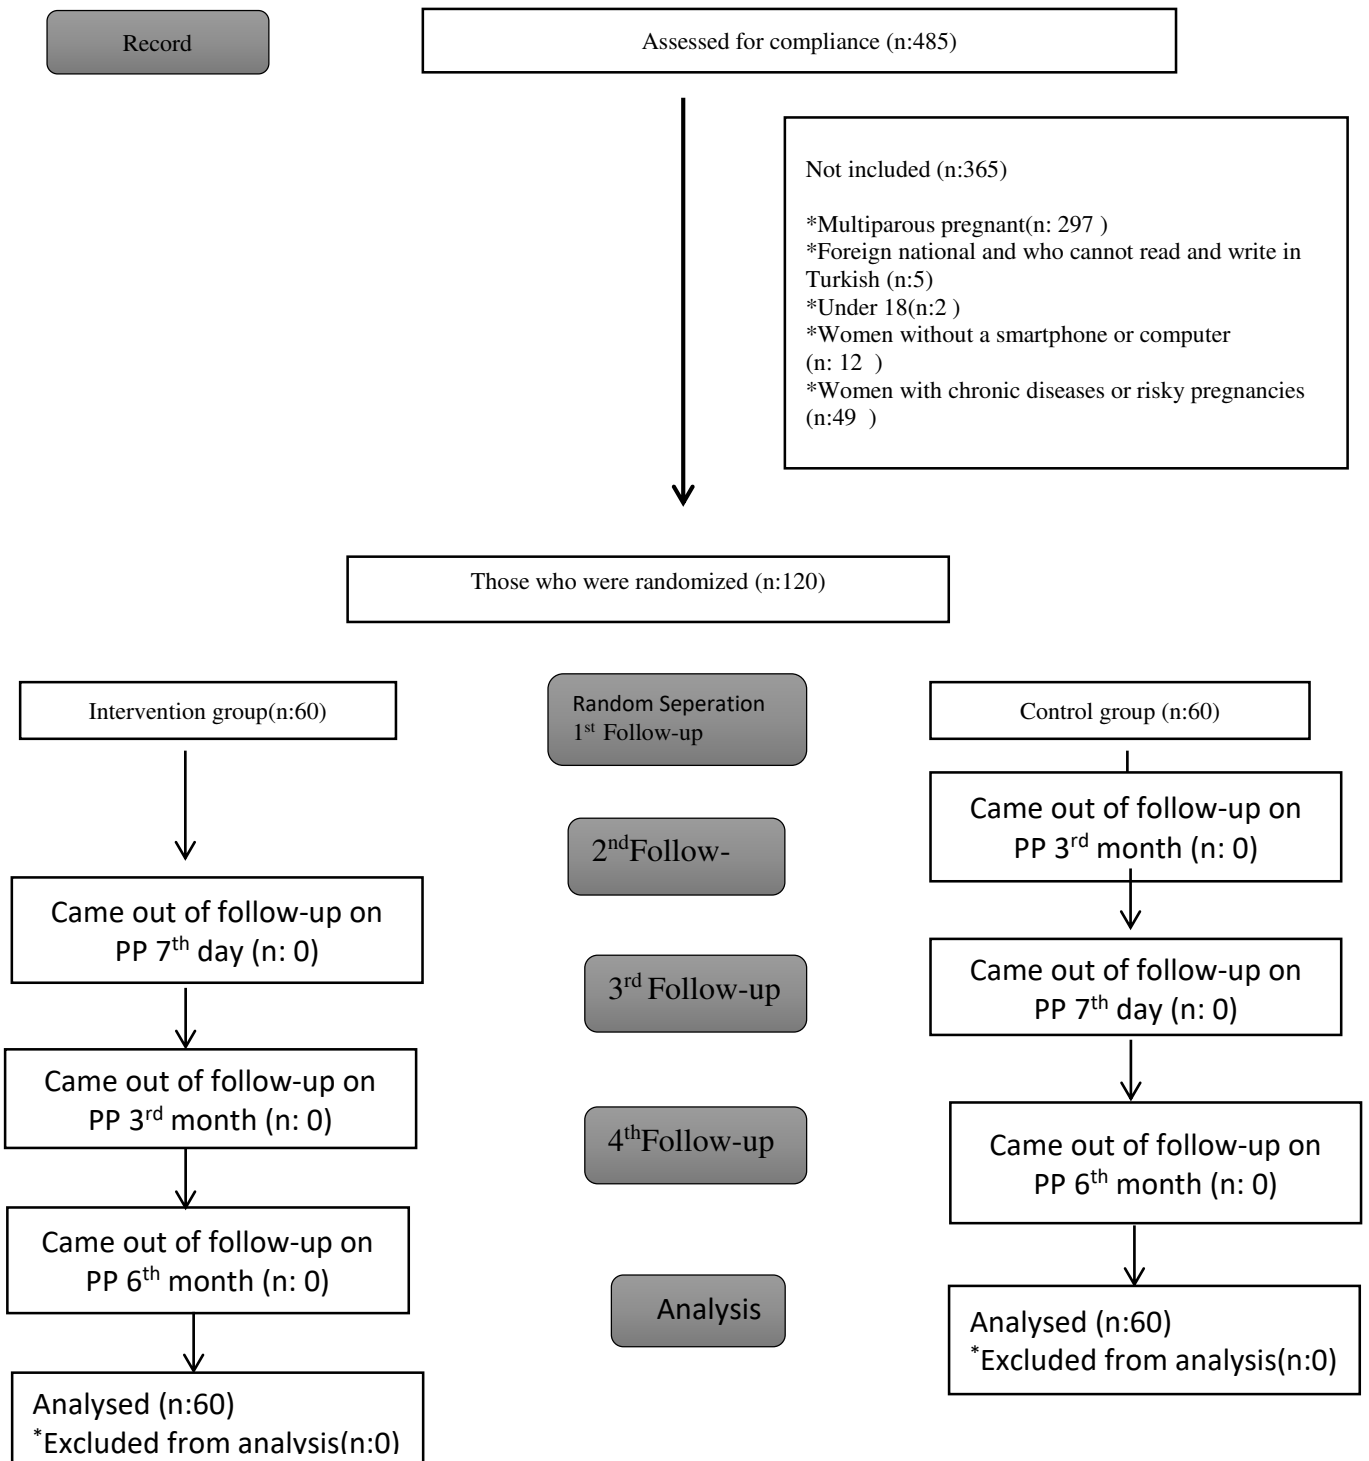 Record
Assessed for compliance (n:485)
Not included (n:365)
*Multiparous pregnant(n: 297 )
*Foreign national and who cannot read and write in
Turkish (n:5)
*Under 18(n:2 )
*Women without a smartphone or computer
(n: 12 )
*Women with chronic diseases or risky pregnancies
(n:49 )
Those who were randomized (n:120)
Intervention group(n:60)
Random Seperation
1st Follow-up
Control group (n:60)
Came out of follow-up on
PP 3rd month (n: 0)
2ndFollow-
Came out of follow-up on
PP 7th day (n: 0)
3rd Follow-up
Came out of follow-up on
PP 7th day (n: 0)
Came out of follow-up on
PP 3rd month (n: 0)
4thFollow-up
Came out of follow-up on
PP 6th month (n: 0)
Came out of follow-up on
PP 6th month (n: 0)
Analysis
Analysed (n:60)
*Excluded from analysis(n:0)
Analysed (n:60)
*Excluded from analysis(n:0)